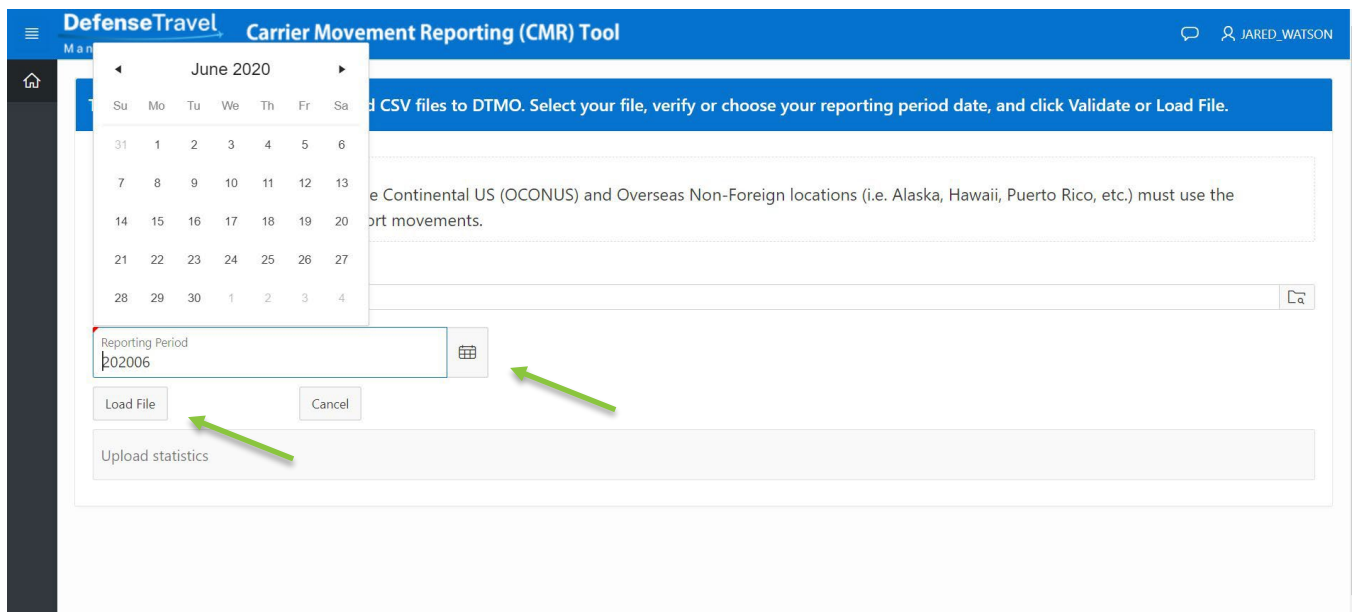 DefenseTravel
Man
Carrier Movement Reporting (CMR) Tool
JARED_WATSON
June 2020
Su Mo Tu We Th Fr Sa
31 1 2 3 4 5 6
7 8 9 10 11 12 13
14 15 16 17 18 19 20
21 22 23 24 25 26 27
28 29 30 1 2 3 4
CSV files to DTMO. Select your file, verify or choose your reporting period date, and click Validate or Load File.
Continental US (OCONUS) and Overseas Non-Foreign locations (i.e. Alaska, Hawaii, Puerto Rico, etc.) must use the
movements.
Reporting Period
202006
Load File
Cancel
Upload statistics